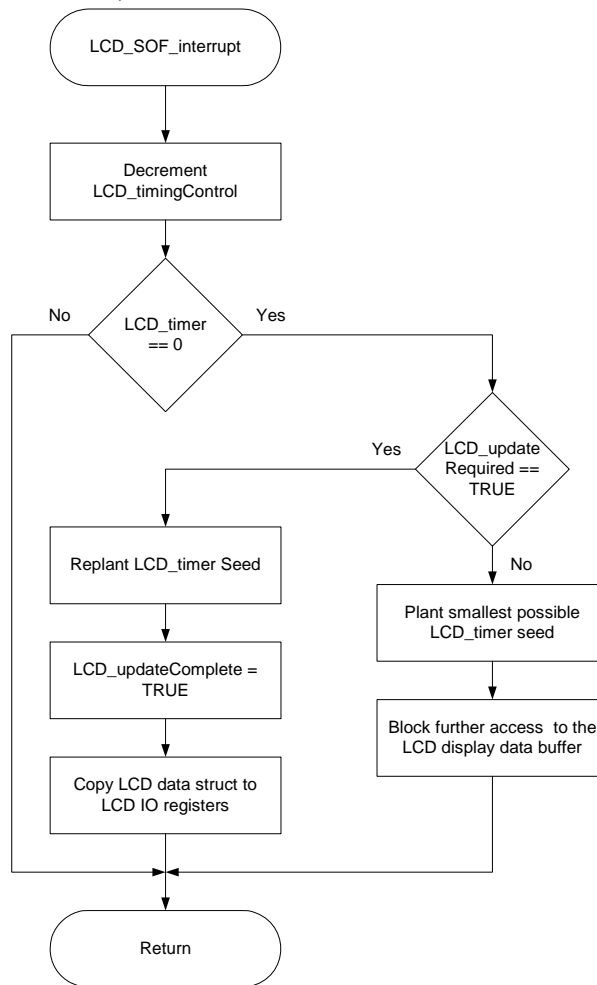 LCD_SOF_interrupt
Decrement
LCD_timingControl
No
LCD_timer
== 0
Yes
Yes
LCD_update
Required ==
TRUE
Replant LCD_timer Seed
No
Plant smallest possible
LCD_timer seed
LCD_updateComplete =
TRUE
Block further access to the
LCD display data buffer
Copy LCD data struct to
LCD IO registers
Return